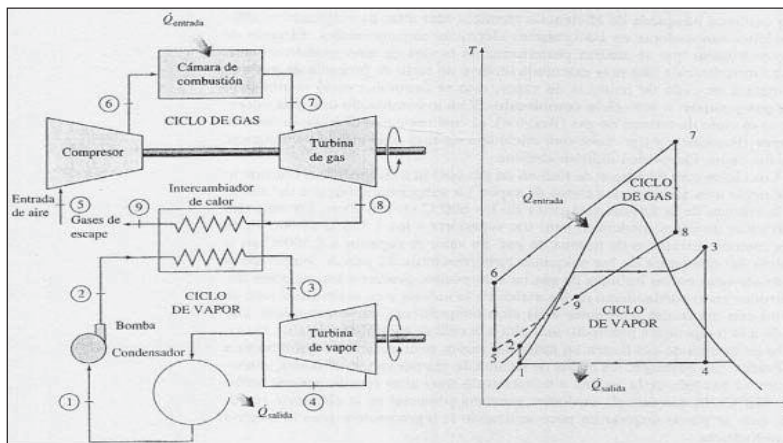 Q̇entrada
Cámara de
combustión
6
7
CICLO DE GAS
Compresor
Turbina
de gas
Entrada
de aire
5
Gases de
escape
9
Intercambiador
de calor
8
2
3
CICLO
DE VAPOR
Bomba
Condensador
Turbina
de vapor
1
Q̇salida
4
T
7
CICLO
DE GAS
Q̇entrada
8
3
6
9
CICLO
DE VAPOR
5
2
1
4
Q̇salida